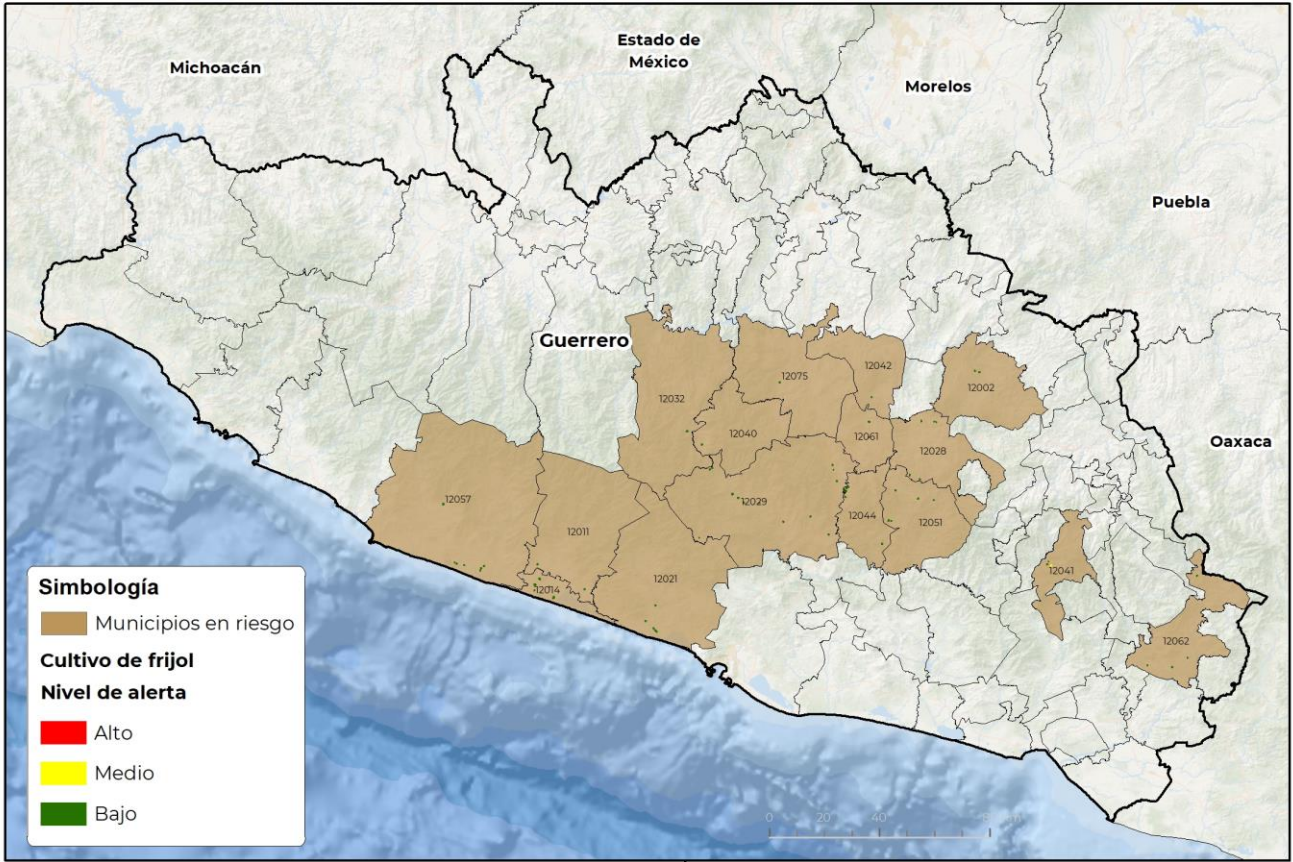 Estado de
México
Michoacán
Morelos
Puebla
Guerrero
12042
12075
12002
12032
12040
12061
12028
Oaxaca
12057
12029
12044
12051
12011
12021
12041
12014
12062
Simbología
Municipios en riesgo
Cultivo de frijol
Nivel de alerta
Alto
Medio
Bajo
0